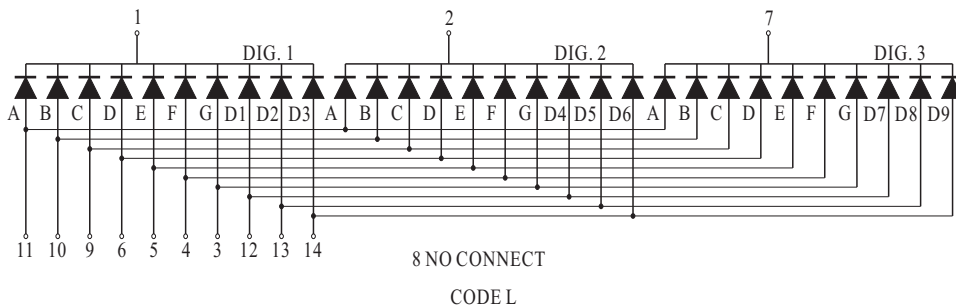 1 2 7
DIG. 1 DIG. 2 DIG. 3
A B C D E F G D1 D2 D3 A B C D E F G D4 D5 D6 A B C D E F G D7 D8 D9
11 10 9 6 5 4 3 12 13 14
8 NO CONNECT
CODE L